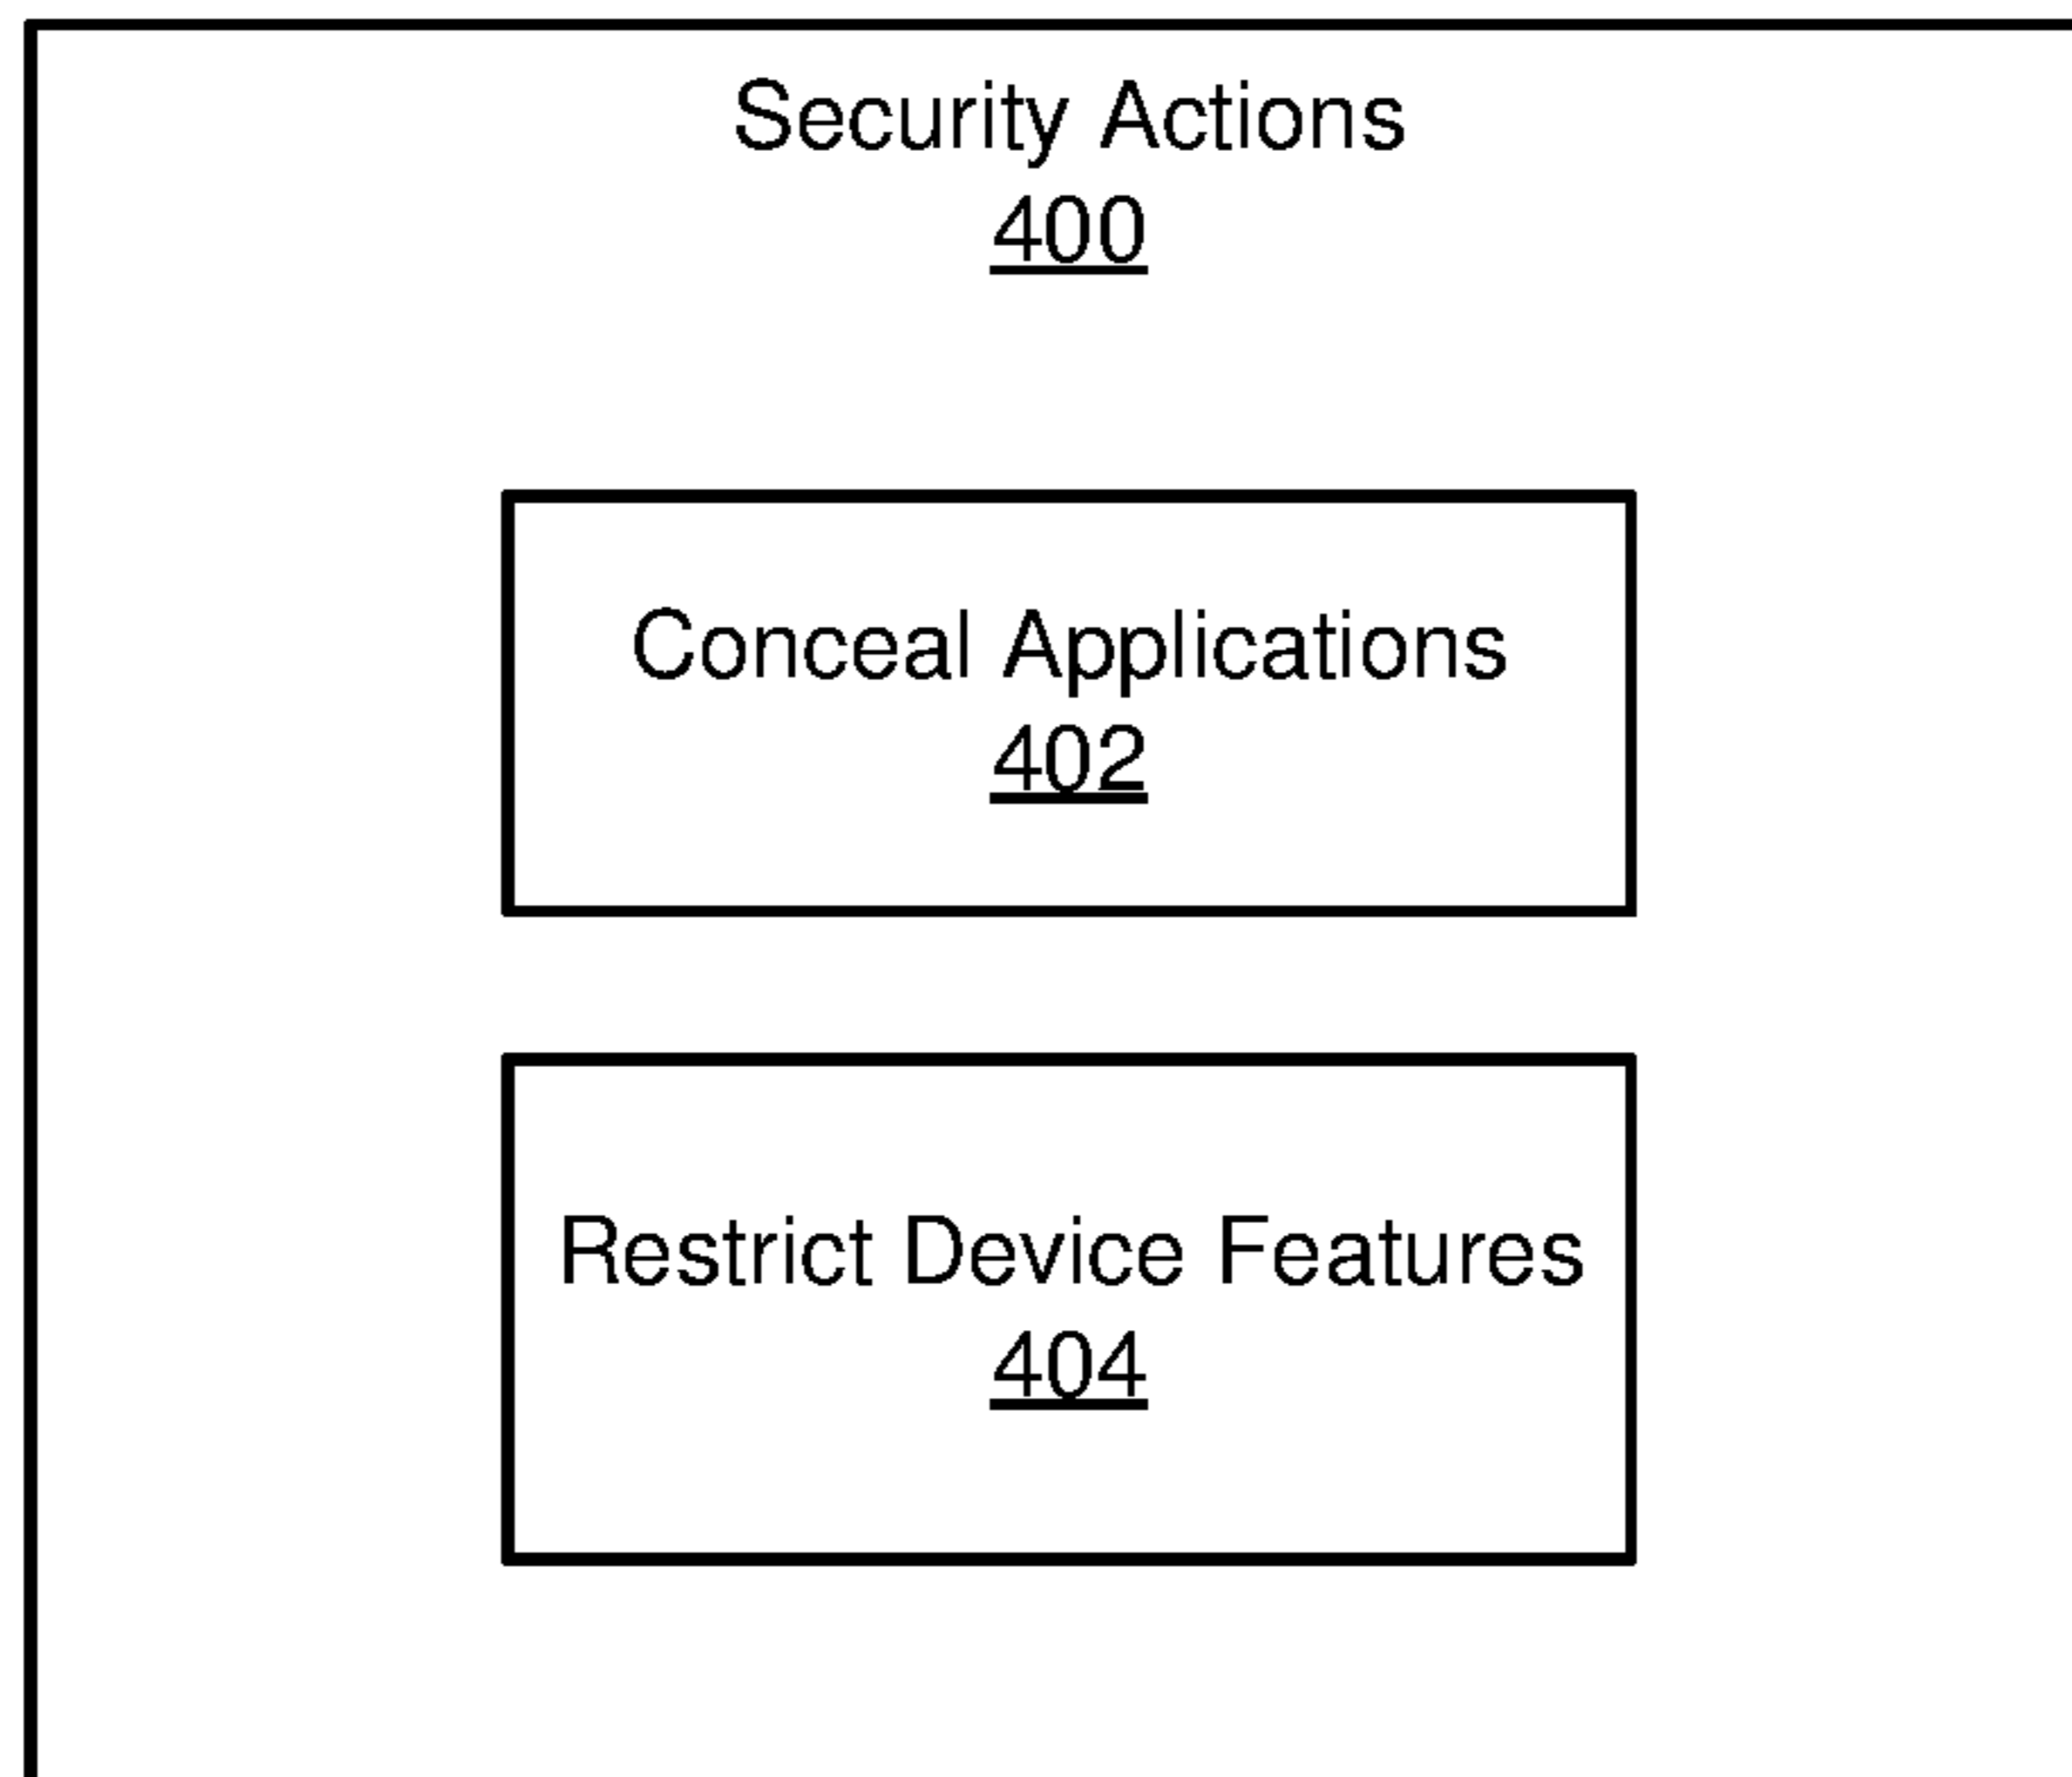 Security Actions
400
Conceal Applications
402
Restrict Device Features
404